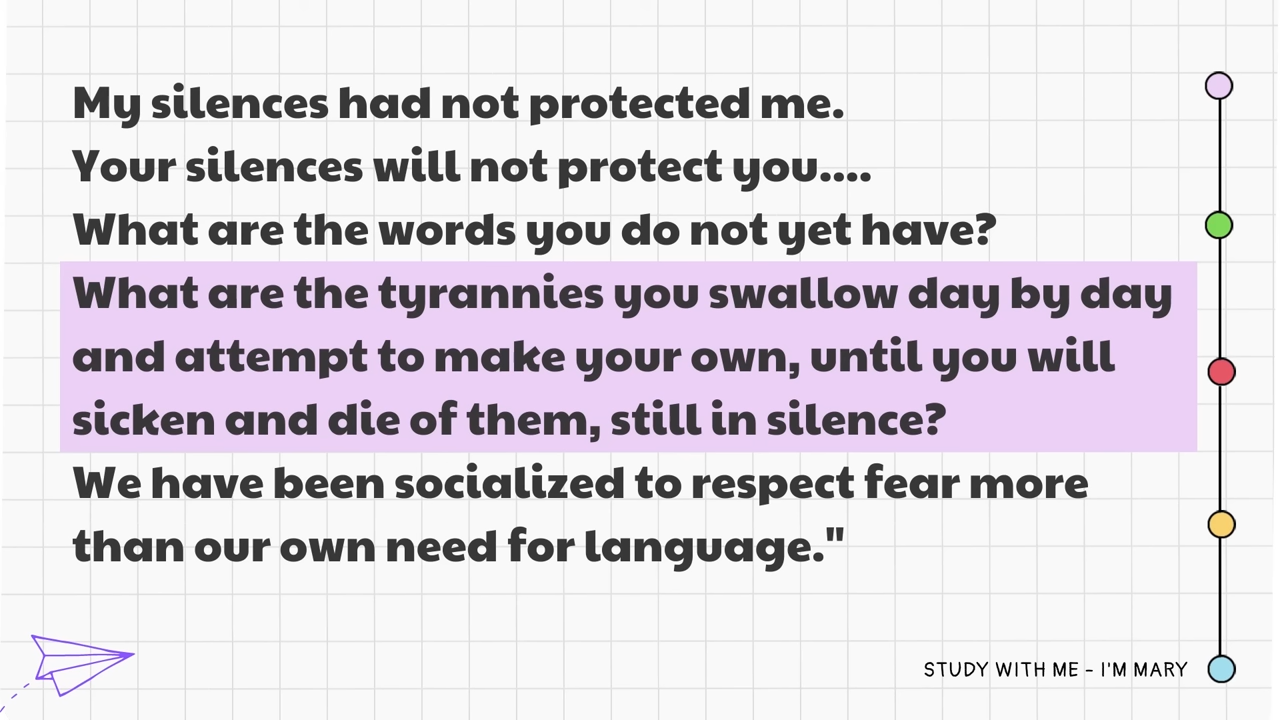 My silences had not protected me.
Your silences will not protect you....
What are the words you do not yet have?
What are the tyrannies you swallow day by day
and attempt to make your own, until you will
sicken and die of them, still in silence?
We have been socialized to respect fear more
than our own need for language."
STUDY WITH ME - I'M MARY